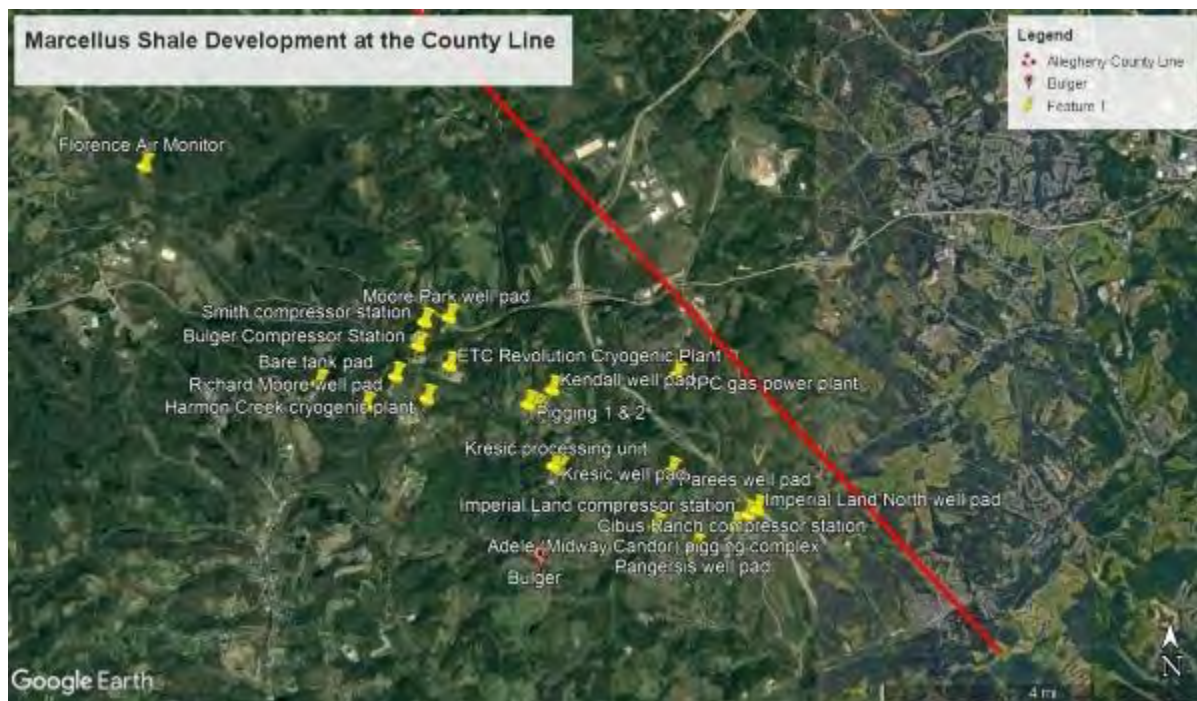 Marcellus Shale Development at the County Line
Legend
Allegheny County Line
Bulger
Feature 1
Florence Air Monitor
Moore Park well pad
Smith compressor station
Bulger Compressor Station
ETC Revolution Cryogenic Plant
Bare tank pad
Kendall well pad
Richard Moore well pad
gas power plant
Harmon Creek cryogenic plant
Pigging 1 & 2
Kresic processing unit
Kresic well pad
Parees well pad
Imperial Land North well pad
Imperial Land compressor station
Cibus Ranch compressor station
Adele (Midway Candor) pigging complex
Pangersis well pad
Bulger
Google Earth
N
4 mi